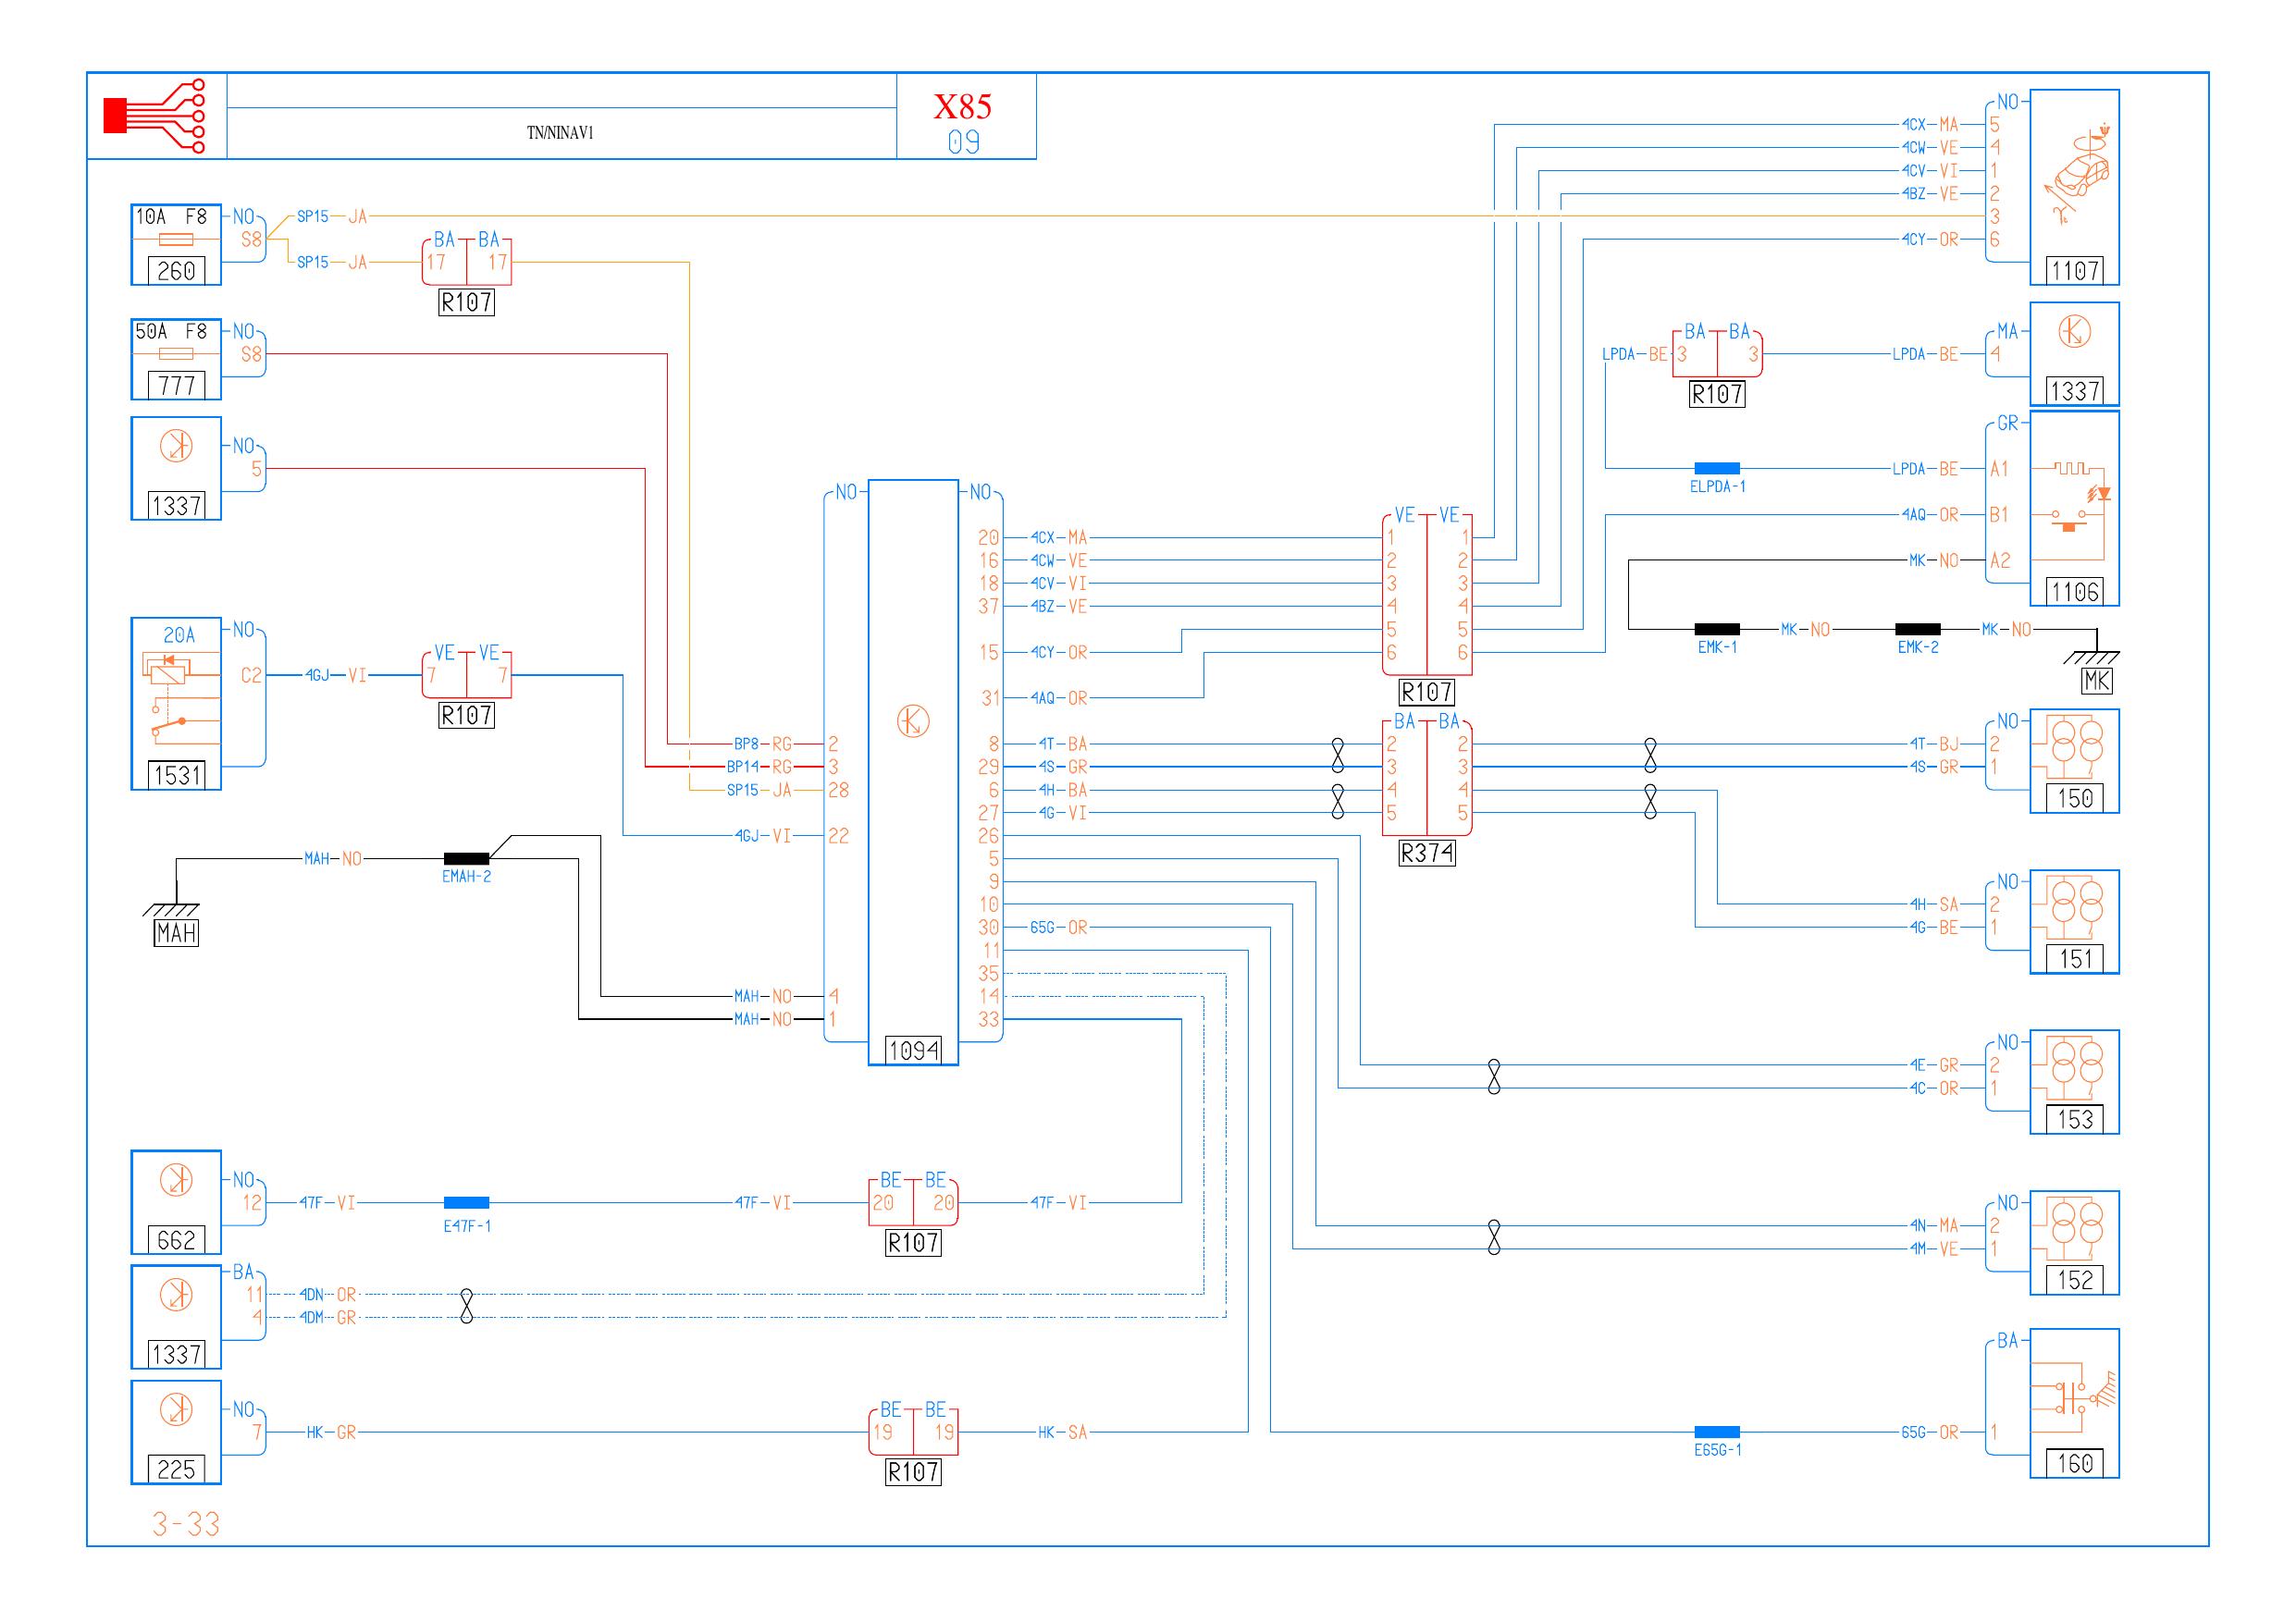 X85
TN/NINAV1
09
10A F8 NO
S8
260
SP15 JA
SP15 JA
BA BA
17 17
R107
50A F8 NO
S8
777
NO
5
1337
20A NO
C2
1531
4GJ VI
VE VE
7 7
R107
MAH NO
EMAH-2
MAH
NO
12
662
47F VI
E47F-1
47F VI
BE BE
20 20
R107
47F VI
BA
11 4DN OR
4 4DM GR
1337
NO
7
225
HK GR
BE BE
19 19
R107
HK SA
3-33
NO NO
BP8 RG 2
BP14 RG 3
SP15 JA 28
4GJ VI 22
MAH NO 4
MAH NO 1
1094
20 4CX MA
16 4CW VE
18 4CV VI
37 4BZ VE
15 4CY OR
31 4AQ OR
8 4T BA
29 4S GR
6 4H BA
27 4G VI
26
5
9
10
30 65G OR
11
35
14
33
VE VE
1 1
2 2
3 3
4 4
5 5
6 6
R107
BA BA
2 2
3 3
4 4
5 5
R374
NO
4CX MA 5
4CW VE 4
4CV VI 1
4BZ VE 2
3
4CY OR 6
1107
BA BA
LPDA BE 3 3
R107
MA
LPDA BE 4
1337
GR
ELPDA-1
LPDA BE A1
4AQ OR B1
MK NO A2
1106
EMK-1
MK NO
EMK-2
MK NO
MK
NO
4T BJ 2
4S GR 1
150
NO
4H SA 2
4G BE 1
151
NO
4E GR 2
4C OR 1
153
NO
4N MA 2
4M VE 1
152
BA
E65G-1
65G OR 1
160